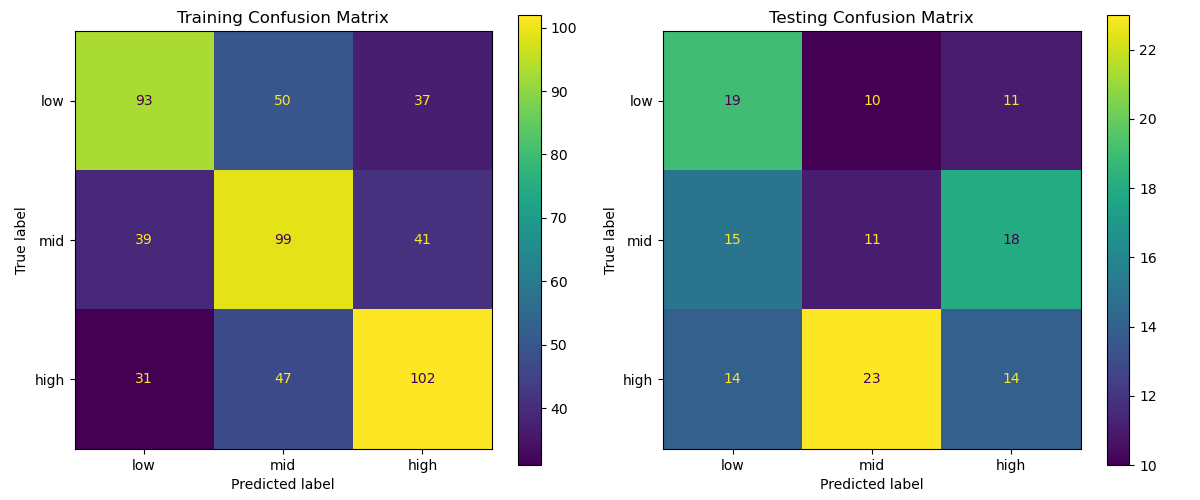 Training Confusion Matrix
True label
low
mid
high
93 50 37
39 99 41
31 47 102
low mid high
Predicted label
100
90
80
70
60
50
40
Testing Confusion Matrix
True label
low
mid
high
19 10 11
15 11 18
14 23 14
low mid high
Predicted label
22
20
18
16
14
12
10